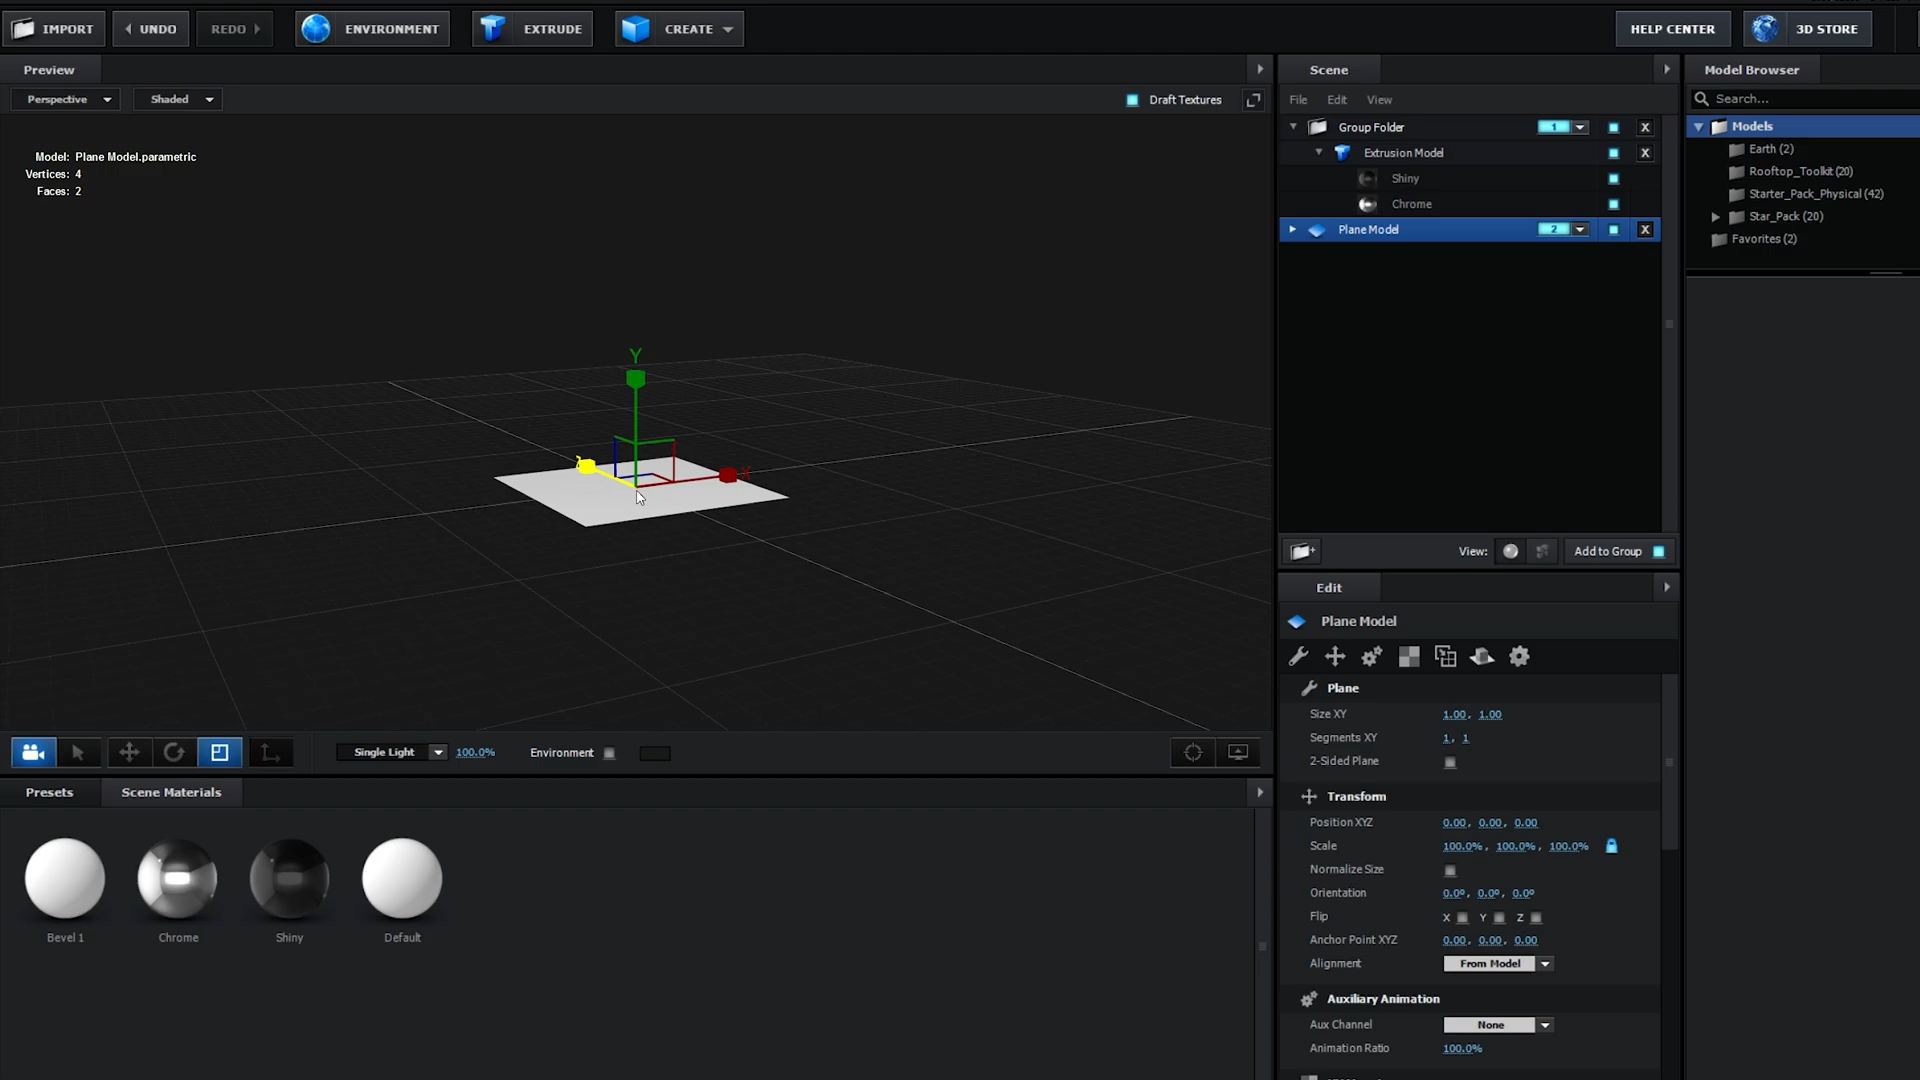 IMPORT UNDO REDO ENVIRONMENT EXTRUDE CREATE HELP CENTER 3D STORE
Preview
Perspective Shaded Draft Textures
Model: Plane Model.parametric
Vertices: 4
Faces: 2
Y
X
Single Light 100.0% Environment
Presets Scene Materials
Bevel 1 Chrome Shiny Default
Scene
File Edit View
Group Folder 1 X
Extrusion Model X
Shiny
Chrome
Plane Model 2 X
View: Add to Group
Edit
Plane Model
Plane
Size XY 1.00, 1.00
Segments XY 1, 1
2-Sided Plane
Transform
Position XYZ 0.00, 0.00, 0.00
Scale 100.0%, 100.0%, 100.0%
Normalize Size
Orientation 0.0º, 0.0º, 0.0º
Flip X Y Z
Anchor Point XYZ 0.00, 0.00, 0.00
Alignment From Model
Auxiliary Animation
Aux Channel None
Animation Ratio 100.0%
Model Browser
Search...
Models
Earth (2)
Rooftop_Toolkit (20)
Starter_Pack_Physical (42)
Star_Pack (20)
Favorites (2)